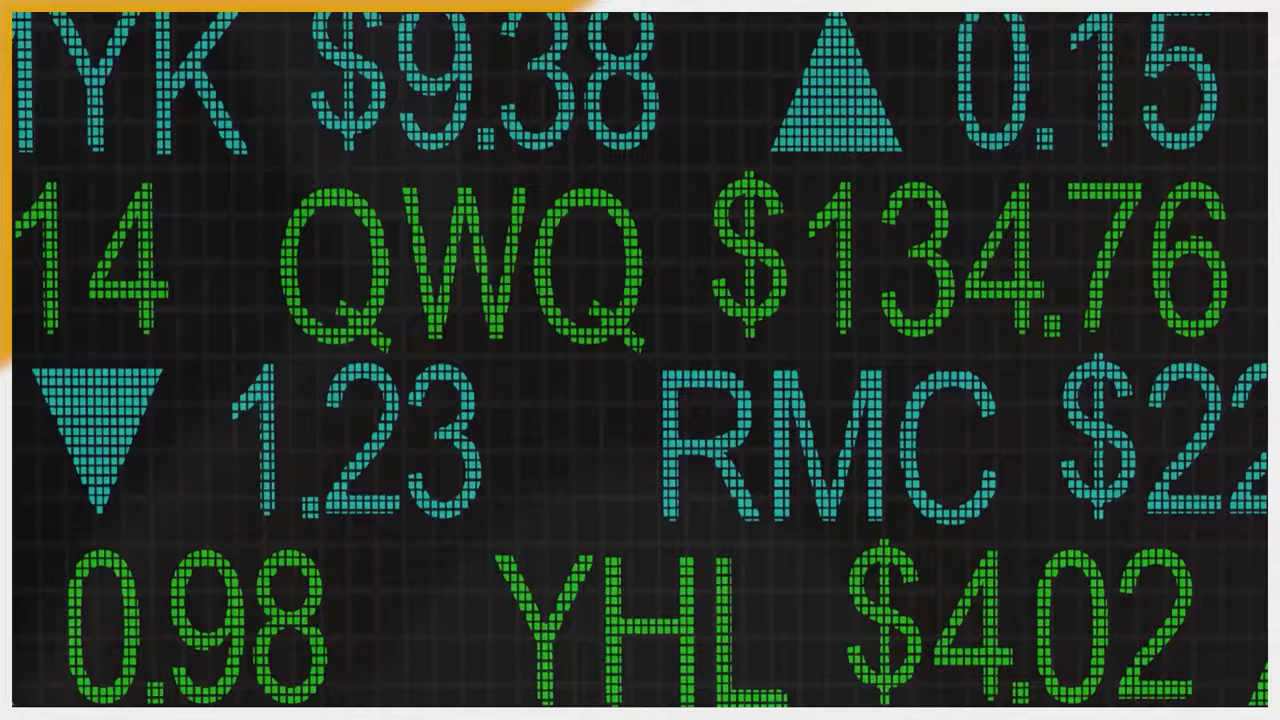 YK $9.38 ▲ 0.15
14 QWQ $134.76
▼ 1.23 RMC $22
0.98 YHL $4.02